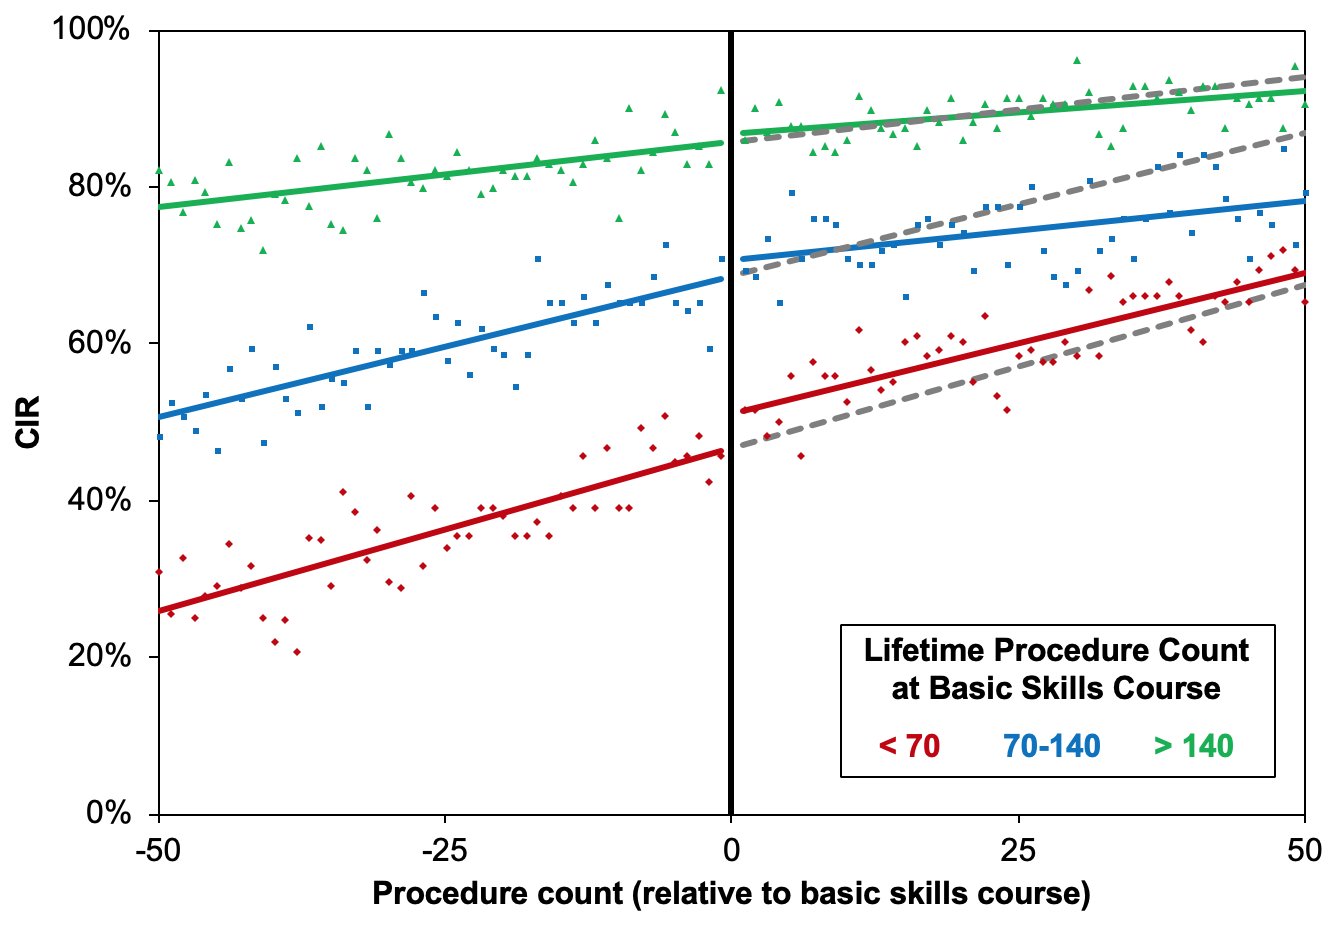 100%
80%
60%
40%
20%
0%
CIR
-50 -25 0 25 50
Procedure count (relative to basic skills course)
Lifetime Procedure Count
at Basic Skills Course
< 70 70-140 > 140